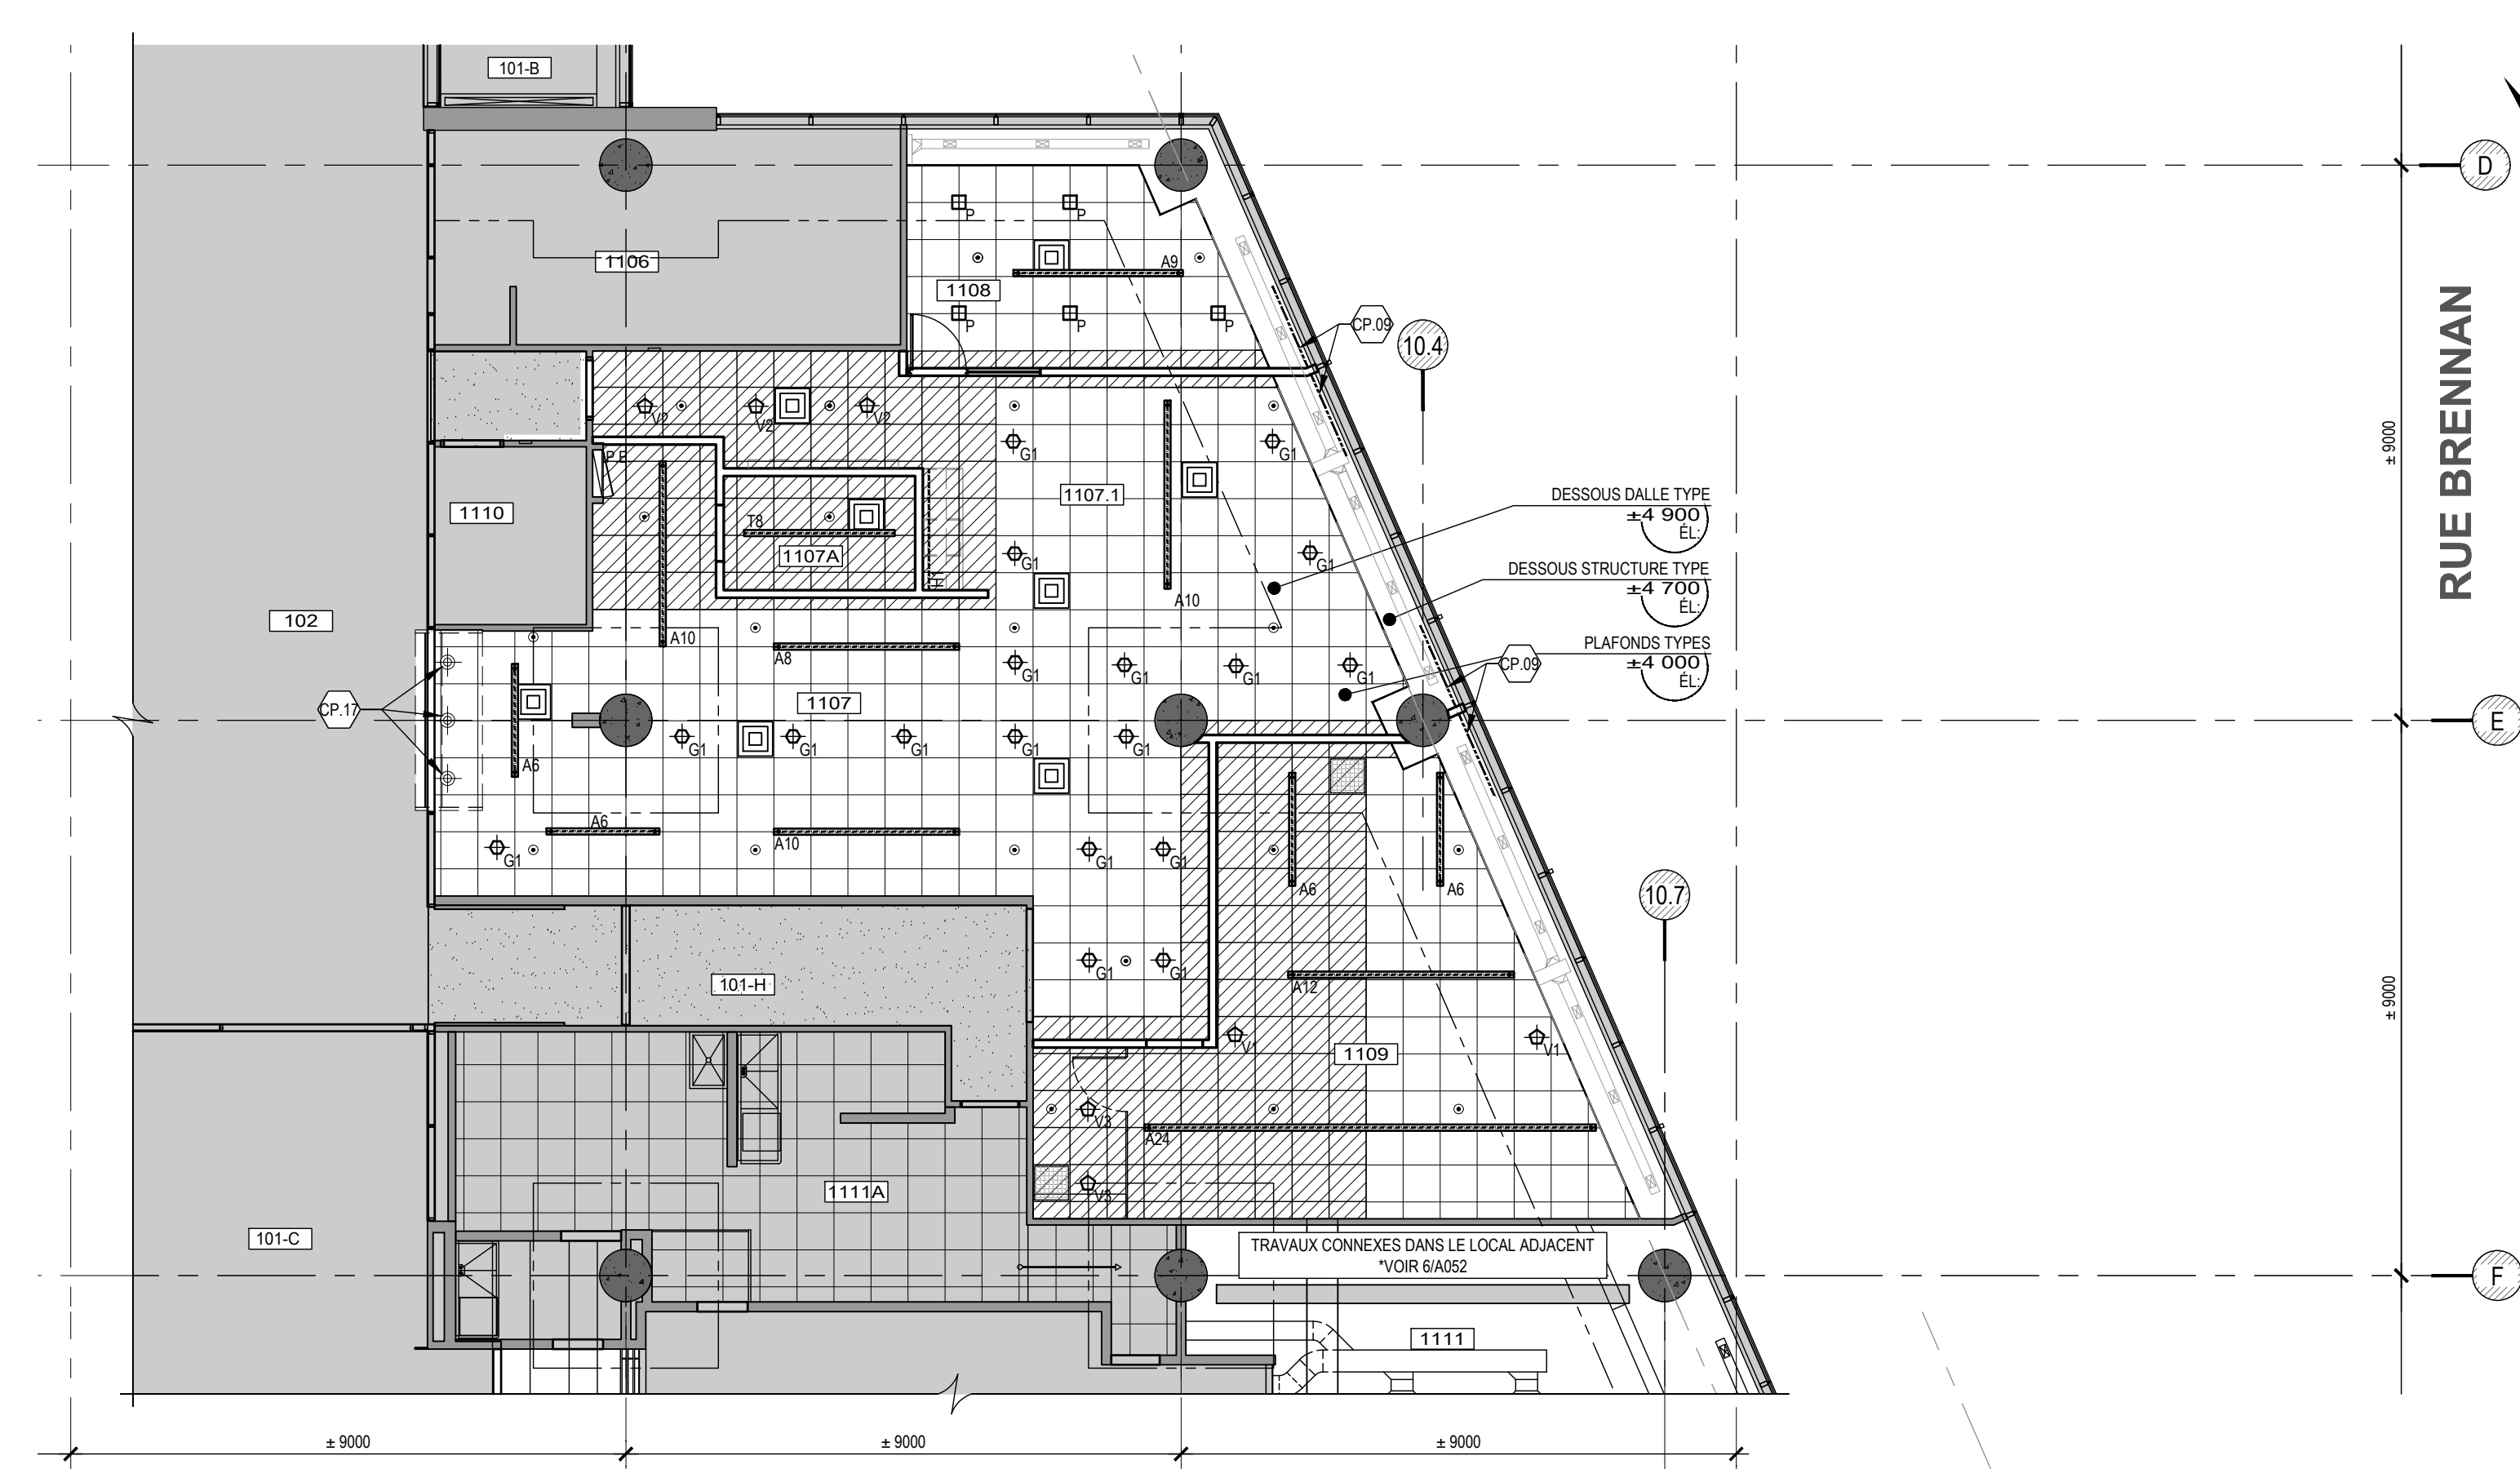 101-B
D
1106
P
P
A9
1108
P
P
P
CP.09
10.4
RUE BRENNAN
V2
V2
V2
G1
G1
± 9000
1110
T8
1107A
1107.1
G1
G1
A10
DESSOUS DALLE TYPE
±4 900
ÉL:
DESSOUS STRUCTURE TYPE
±4 700
ÉL:
PLAFONDS TYPES
±4 000
ÉL:
102
A10
A8
G1
G1
G1
G1
CP.09
CP.17
1107
G1
G1
G1
G1
G1
E
A6
A6
A10
G1
G1
G1
A6
A6
10.7
101-H
G1
G1
A12
± 9000
V1
1109
V3
A24
V3
1111A
101-C
TRAVAUX CONNEXES DANS LE LOCAL ADJACENT
*VOIR 6/A052
F
1111
± 9000
± 9000
± 9000